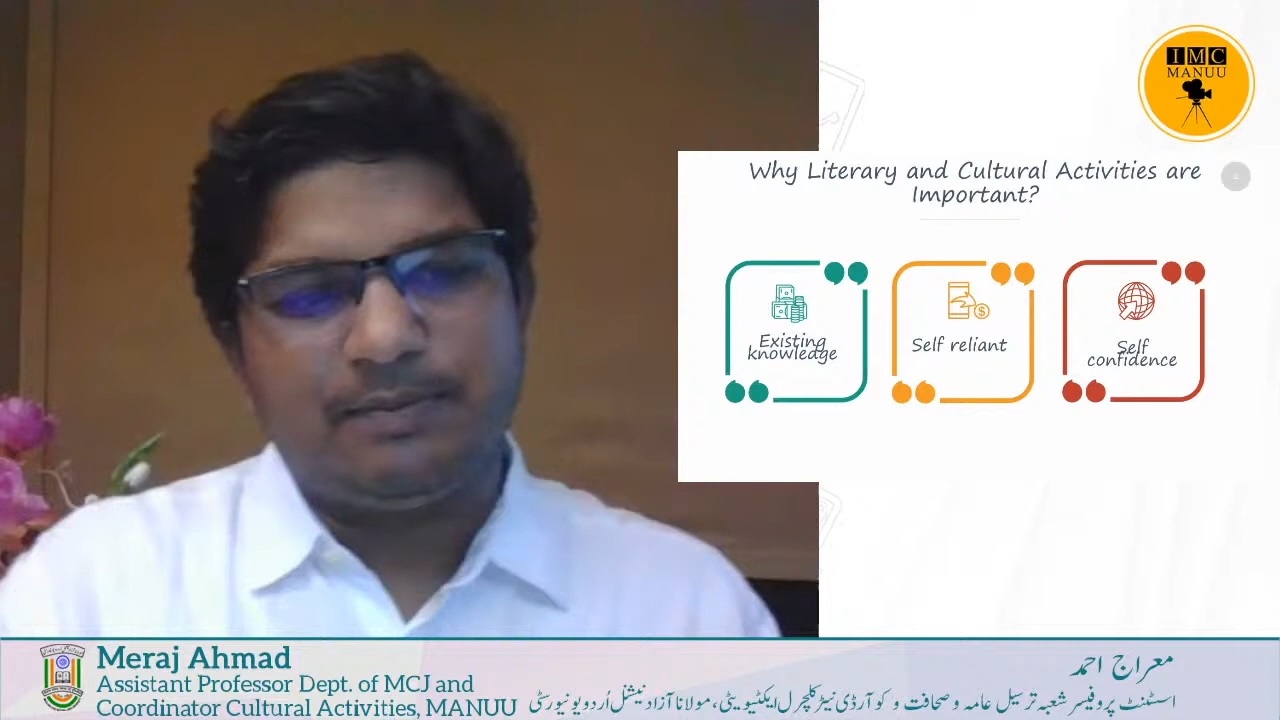 IMC
MANUU
Why Literary and Cultural Activities are
Important?
Existing
knowledge
Self reliant
Self
confidence
Meraj Ahmad
Assistant Professor Dept. of MCJ and
Coordinator Cultural Activities, MANUU
معراج احمد
اسسٹنٹ پروفیسر شعبہ ترسیل عامہ و صحافت و کوآرڈی نیٹر کلچرل ایکٹیویٹی، مولانا آزاد نیشنل اُردو یونیورسٹی